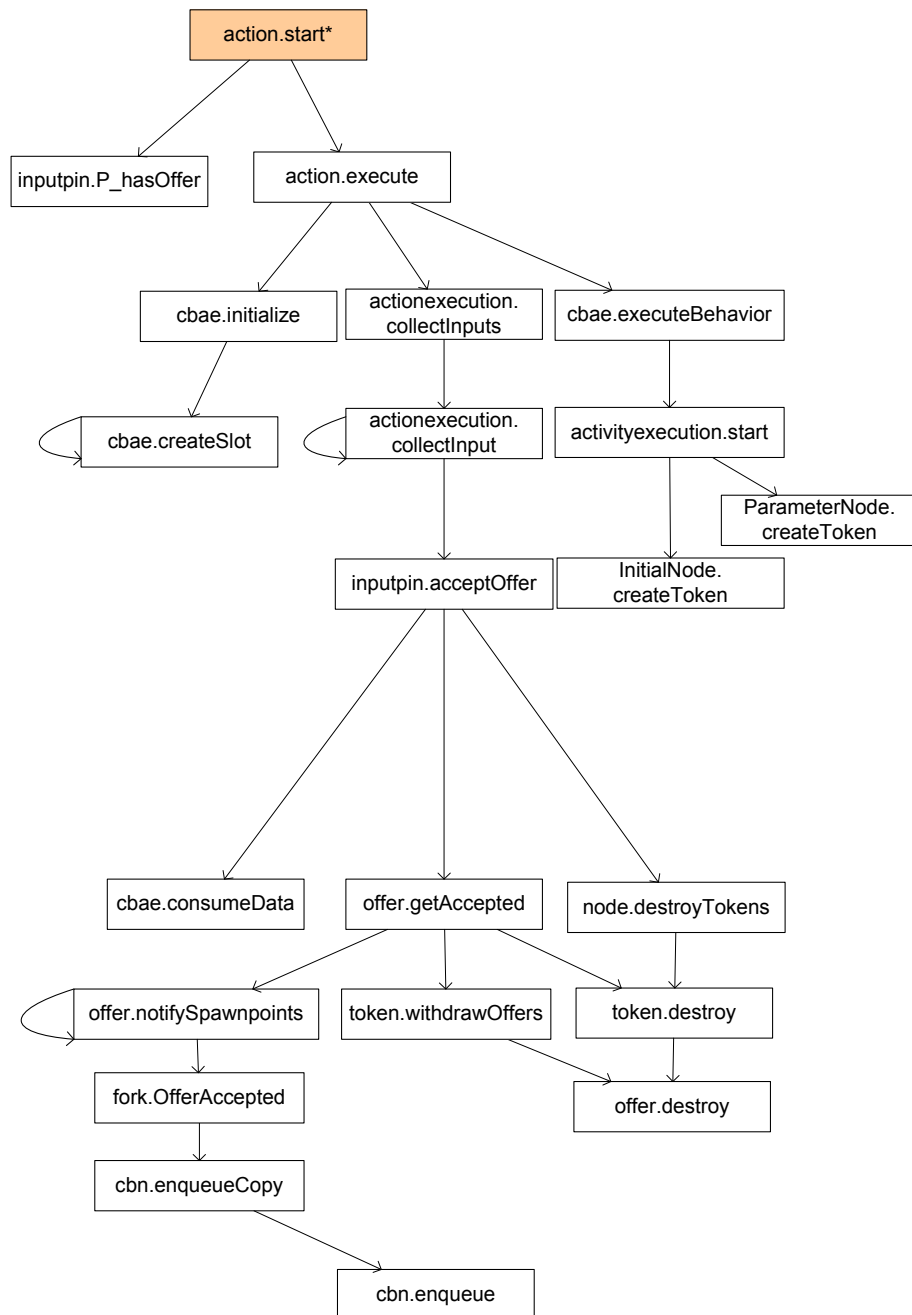 action.start*
inputpin.P_hasOffer
action.execute
cbae.initialize
actionexecution.
collectInputs
cbae.executeBehavior
cbae.createSlot
actionexecution.
collectInput
activityexecution.start
ParameterNode.
createToken
inputpin.acceptOffer
InitialNode.
createToken
cbae.consumeData
offer.getAccepted
node.destroyTokens
offer.notifySpawnpoints
token.withdrawOffers
token.destroy
fork.OfferAccepted
offer.destroy
cbn.enqueueCopy
cbn.enqueue